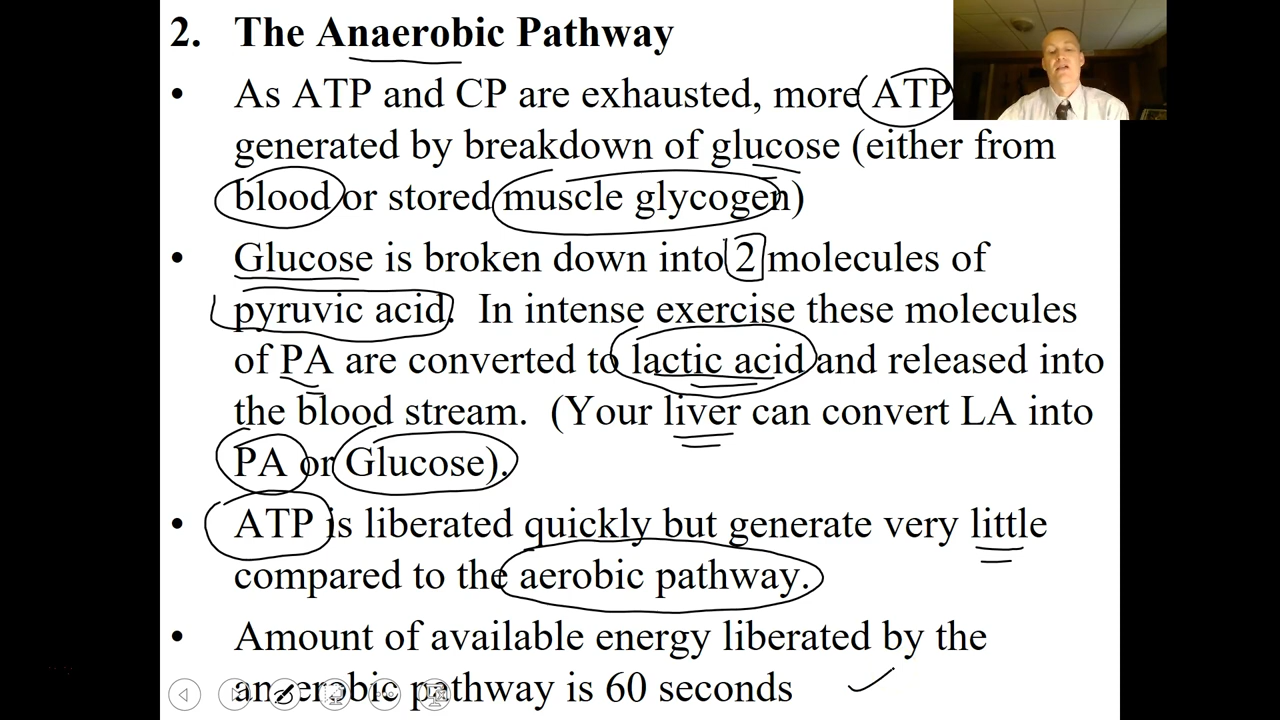 2. The Anaerobic Pathway
• As ATP and CP are exhausted, more ATP
generated by breakdown of glucose (either from
blood or stored muscle glycogen)
• Glucose is broken down into 2 molecules of
pyruvic acid. In intense exercise these molecules
of PA are converted to lactic acid and released into
the blood stream. (Your liver can convert LA into
PA or Glucose).
• ATP is liberated quickly but generate very little
compared to the aerobic pathway.
• Amount of available energy liberated by the
anaerobic pathway is 60 seconds